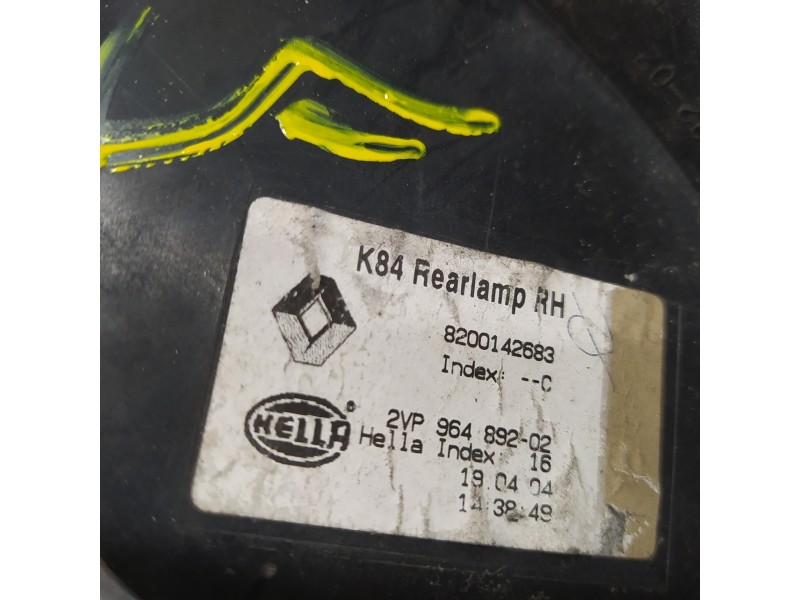 K84 Rearlamp RH
8200142683
Index: --C
HELLA®
2VP 964 892-02
Hella Index: 16
19.04.04
14:38:49